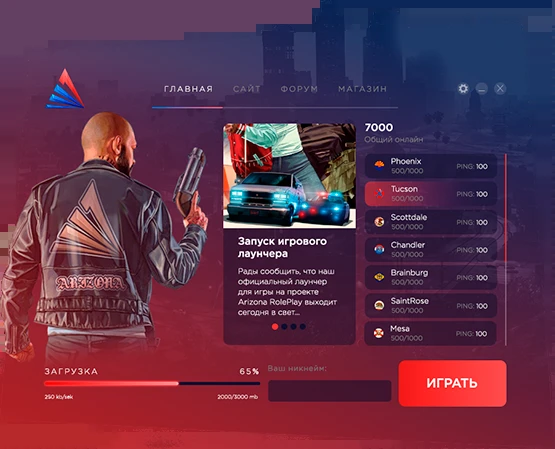 ГЛАВНАЯ САЙТ ФОРУМ МАГАЗИН
7000
Общий онлайн
Phoenix
500/1000
PING: 100
Tucson
500/1000
PING: 100
Scottdale
500/1000
PING: 100
Chandler
500/1000
PING: 100
Brainburg
500/1000
PING: 100
SaintRose
500/1000
PING: 100
Mesa
500/1000
PING: 100
Запуск игрового
лаунчера
Рады сообщить, что наш
официальный лаунчер
для игры на проекте
Arizona RolePlay выходит
сегодня в свет...
ARIZONA
ЗАГРУЗКА 65%
250 kb/sek 2000/3000 mb
Ваш никнейм:
ИГРАТЬ